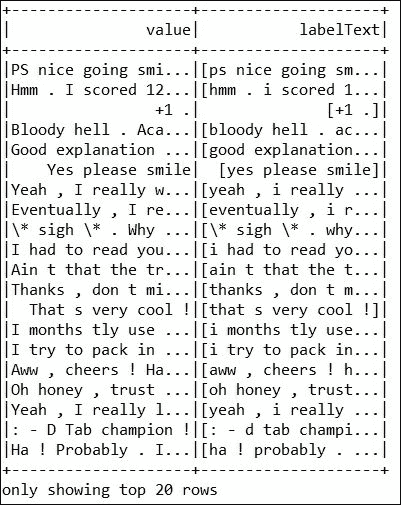 +--------------------+--------------------+
|               value|           labelText|
+--------------------+--------------------+
|PS nice going smi...|[ps nice going sm...|
|Hmm . I scored 12...|[hmm . i scored 1...|
|                +1 .|              [+1 .]|
|Bloody hell . Aca...|[bloody hell . ac...|
|Good explanation ...|[good explanation...|
|    Yes please smile|  [yes please smile]|
|Yeah , I really w...|[yeah , i really ...|
|Eventually , I re...|[eventually , i r...|
|\* sigh \* . Why ...|[\* sigh \* . why...|
|I had to read you...|[i had to read yo...|
|Ain t that the tr...|[ain t that the t...|
|Thanks , don t mi...|[thanks , don t m...|
|  That s very cool !|[that s very cool !]|
|I months tly use ...|[i months tly use...|
|I try to pack in ...|[i try to pack in...|
|Aww , cheers ! Ha...|[aww , cheers ! h...|
|Oh honey , trust ...|[oh honey , trust...|
|Yeah , I really l...|[yeah , i really ...|
|: - D Tab champion !|[: - d tab champi...|
|Ha ! Probably . I...|[ha ! probably . ...|
+--------------------+--------------------+
only showing top 20 rows